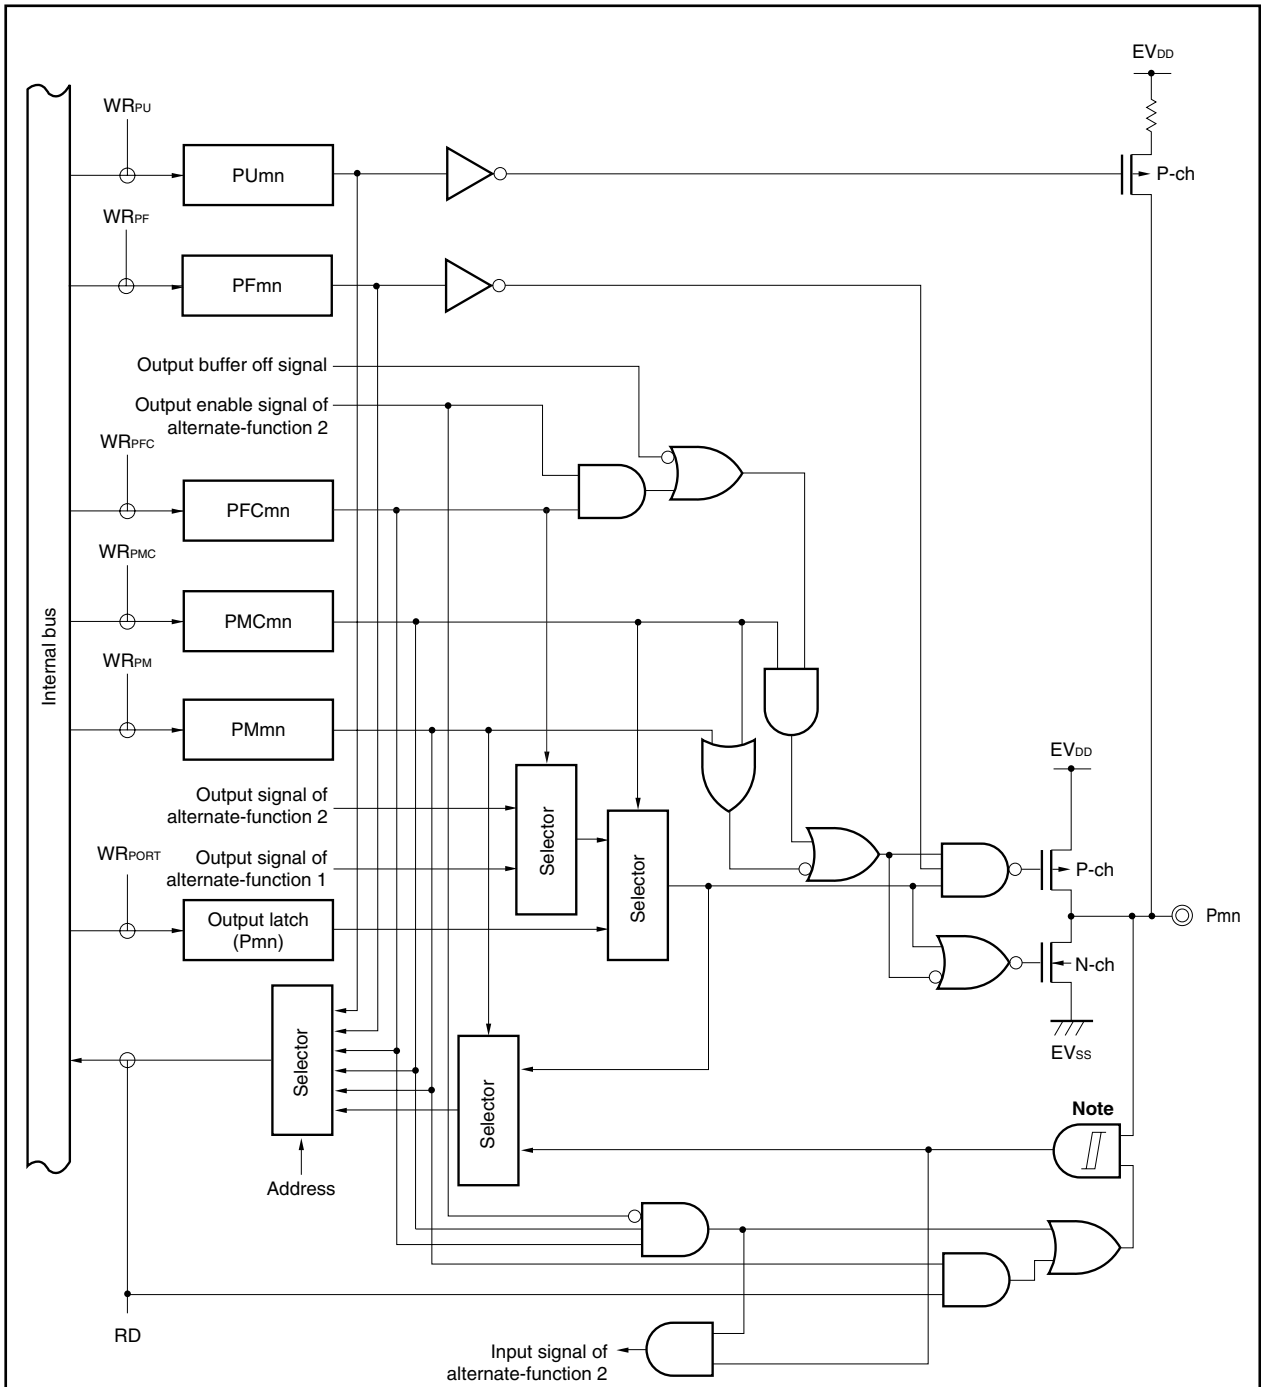 EVDD
WRPU
PUmn
P-ch
WRPF
PFmn
Output buffer off signal
Output enable signal of
alternate-function 2
WRPFC
PFCmn
WRPMC
PMCmn
Internal bus
WRPM
PMmn
EVDD
Output signal of
alternate-function 2
Selector
WRPORT
Output signal of
alternate-function 1
Selector
P-ch
Output latch
(Pmn)
Pmn
N-ch
Selector
EVSS
Selector
Note
Address
RD
Input signal of
alternate-function 2